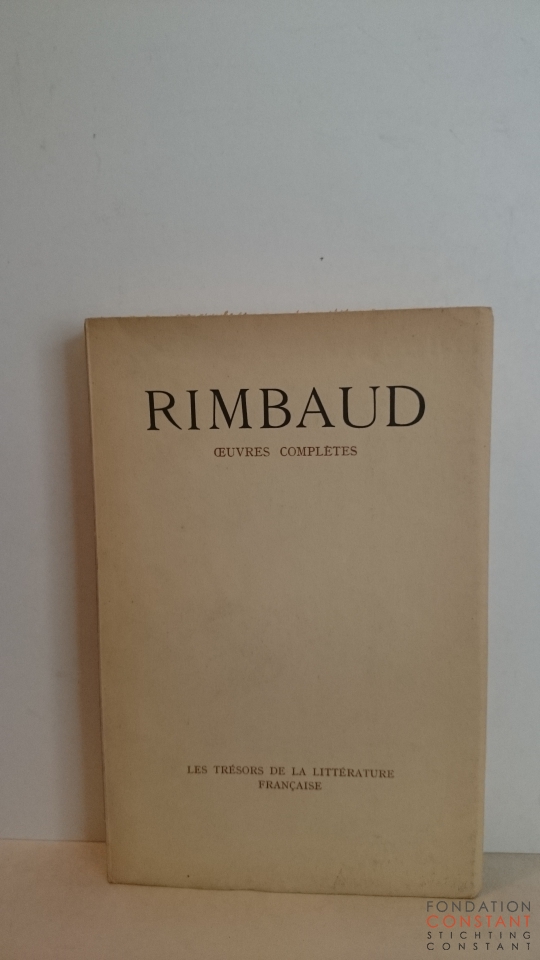 RIMBAUD
ŒUVRES COMPLÈTES
LES TRÉSORS DE LA LITTÉRATURE
FRANÇAISE
FONDATION
CONSTANT
STICHTING
CONSTANT